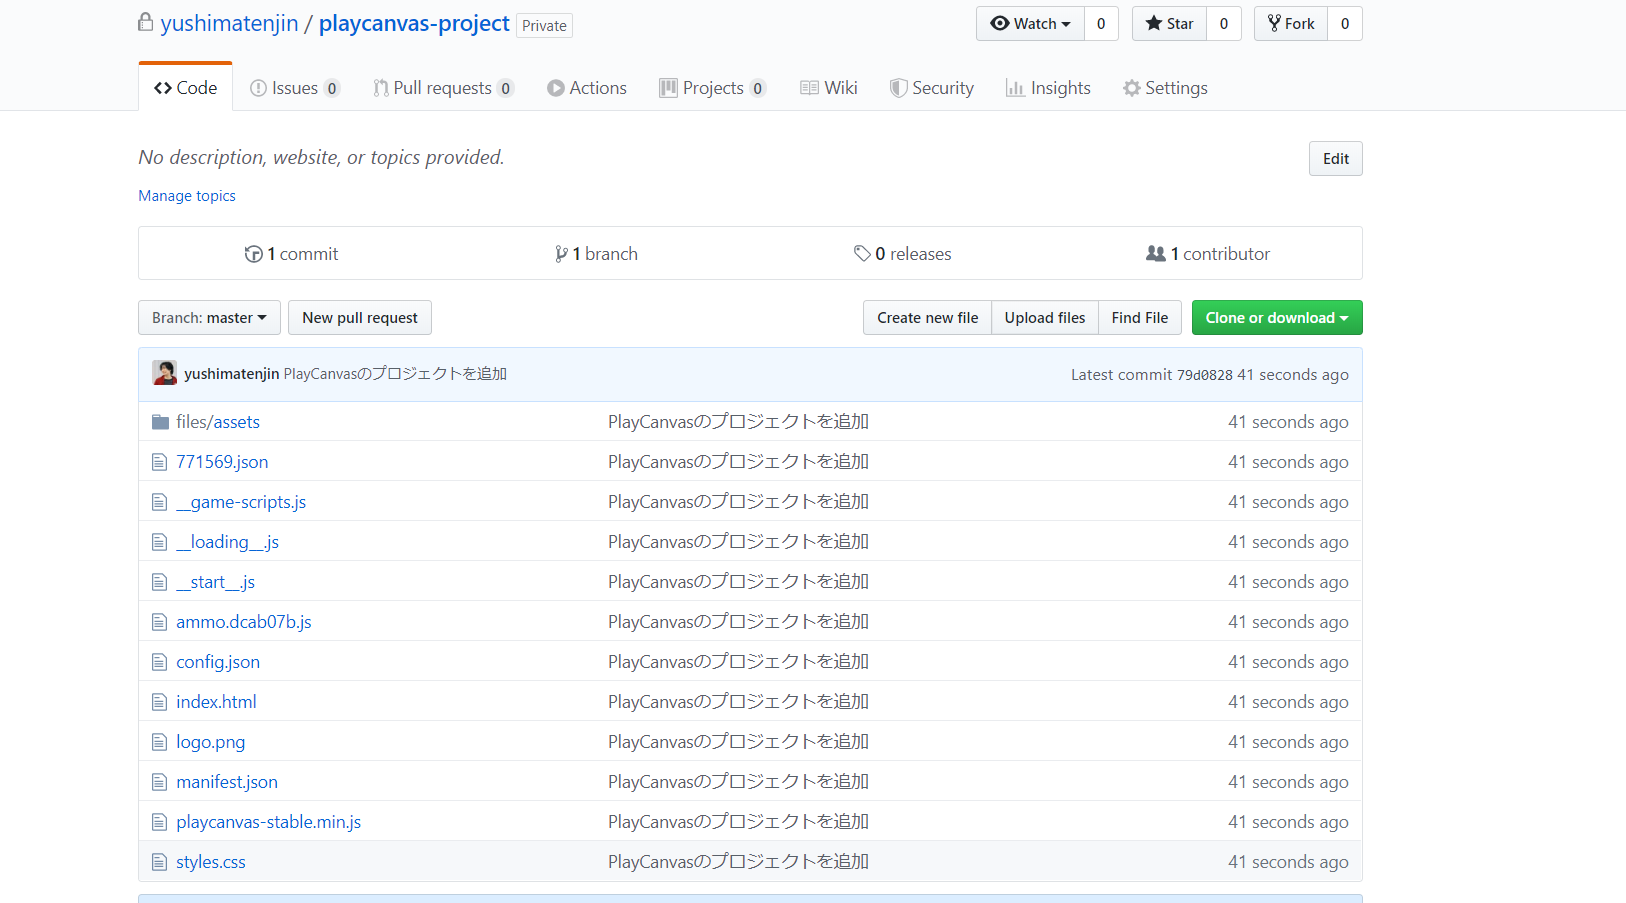 yushimatenjin / playcanvas-project Private Watch 0 Star 0 Fork 0
Code Issues 0 Pull requests 0 Actions Projects 0 Wiki Security Insights Settings
No description, website, or topics provided. Edit
Manage topics
1 commit 1 branch 0 releases 1 contributor
Branch: master New pull request Create new file Upload files Find File Clone or download
yushimatenjin PlayCanvasのプロジェクトを追加 Latest commit 79d0828 41 seconds ago
files/assets PlayCanvasのプロジェクトを追加 41 seconds ago
771569.json PlayCanvasのプロジェクトを追加 41 seconds ago
__game-scripts.js PlayCanvasのプロジェクトを追加 41 seconds ago
__loading__.js PlayCanvasのプロジェクトを追加 41 seconds ago
__start__.js PlayCanvasのプロジェクトを追加 41 seconds ago
ammo.dcab07b.js PlayCanvasのプロジェクトを追加 41 seconds ago
config.json PlayCanvasのプロジェクトを追加 41 seconds ago
index.html PlayCanvasのプロジェクトを追加 41 seconds ago
logo.png PlayCanvasのプロジェクトを追加 41 seconds ago
manifest.json PlayCanvasのプロジェクトを追加 41 seconds ago
playcanvas-stable.min.js PlayCanvasのプロジェクトを追加 41 seconds ago
styles.css PlayCanvasのプロジェクトを追加 41 seconds ago